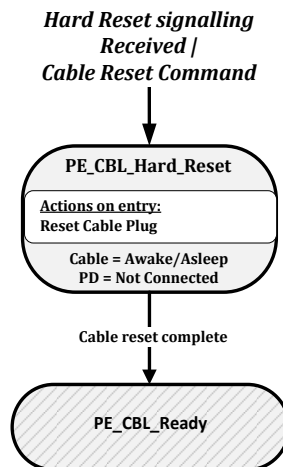 Hard Reset signalling
Received |
Cable Reset Command
PE_CBL_Hard_Reset
Actions on entry:
Reset Cable Plug
Cable = Awake/Asleep
PD = Not Connected
Cable reset complete
PE_CBL_Ready